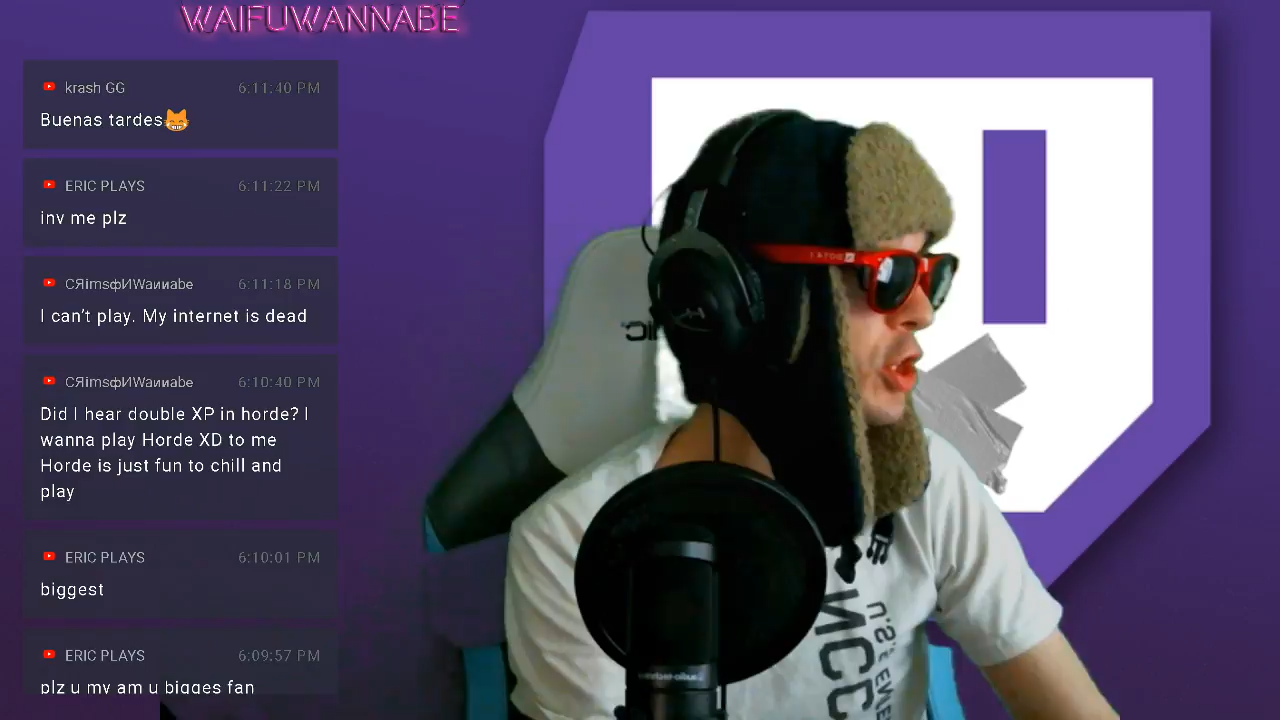 WAIFUWANNABE
krash GG 6:11:40 PM
Buenas tardes😸
ERIC PLAYS 6:11:22 PM
inv me plz
CЯimsфИWaииabe 6:11:18 PM
I can’t play. My internet is dead
CЯimsфИWaииabe 6:10:40 PM
Did I hear double XP in horde? I
wanna play Horde XD to me
Horde is just fun to chill and
play
ERIC PLAYS 6:10:01 PM
biggest
ERIC PLAYS 6:09:57 PM
plz u my am u bigges fan